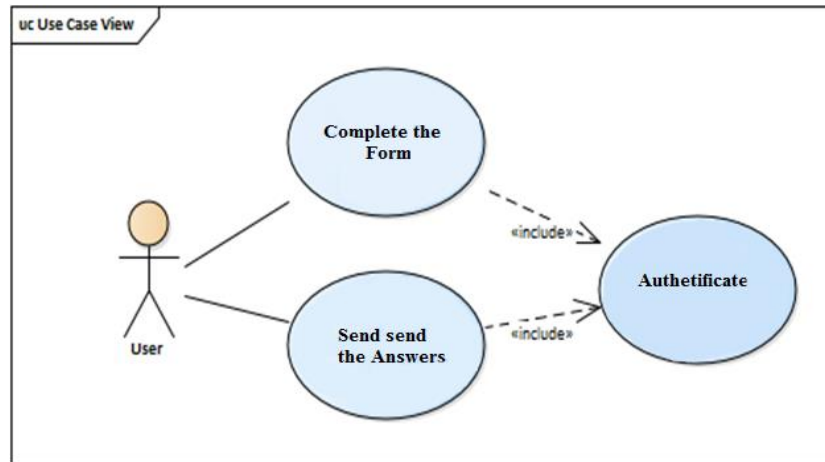 uc Use Case View
Complete the
Form
«include»
Authetificate
User
Send send
the Answers
«include»